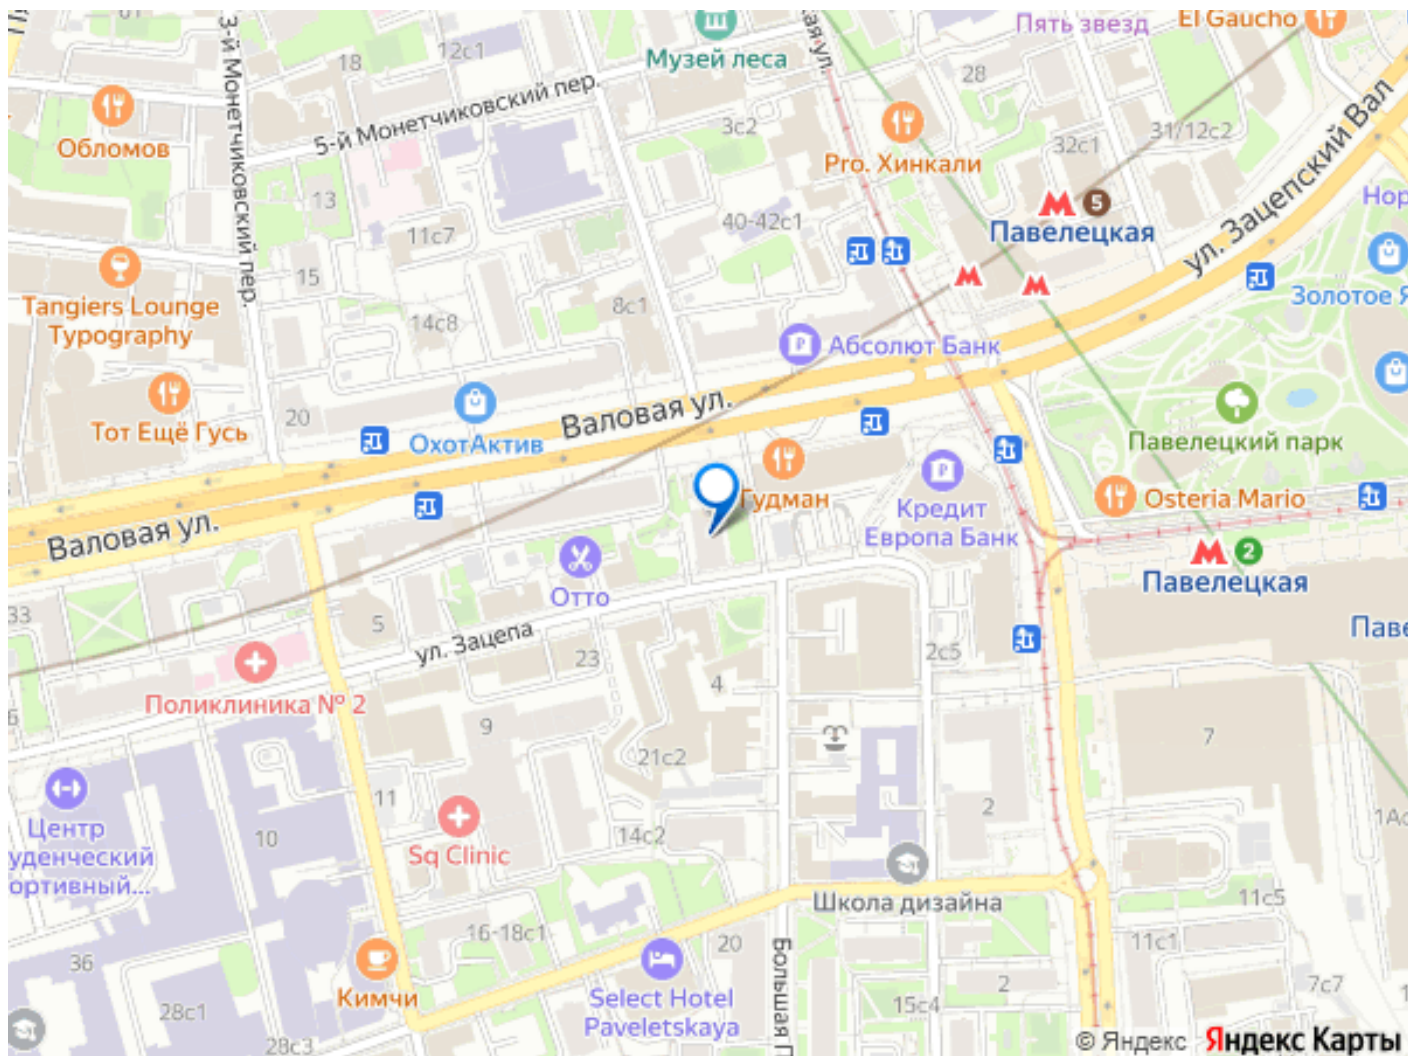 12с1
18
Музей леса
Пять звезд
El Gaucho
28
Обломов
5-й Монетчиковский пер.
3-й Монетчиковский пер.
3с2
Pro. Хинкали
32с1
31/12с2
13
11с7
40-42с1
5
Павелецкая
ул. Зацепский Вал
15
Tangiers Lounge
Typography
14с8
8с1
Абсолют Банк
20
Тот Ещё Гусь
ОхотАктив
Валовая ул.
Павелецкий парк
Гудман
Кредит
Европа Банк
Osteria Mario
Валовая ул.
2
Павелецкая
Отто
33
5
ул. Зацепа
23
2с5
Поликлиника № 2
4
9
21с2
7
11
10
Центр
14с2
2
Sq Clinic
Школа дизайна
11с5
16-18с1
20
Большая
11с1
36
Кимчи
Select Hotel
Paveletskaya
15с4
2
7с7
28с1
28с3
© Яндекс Яндекс Карты